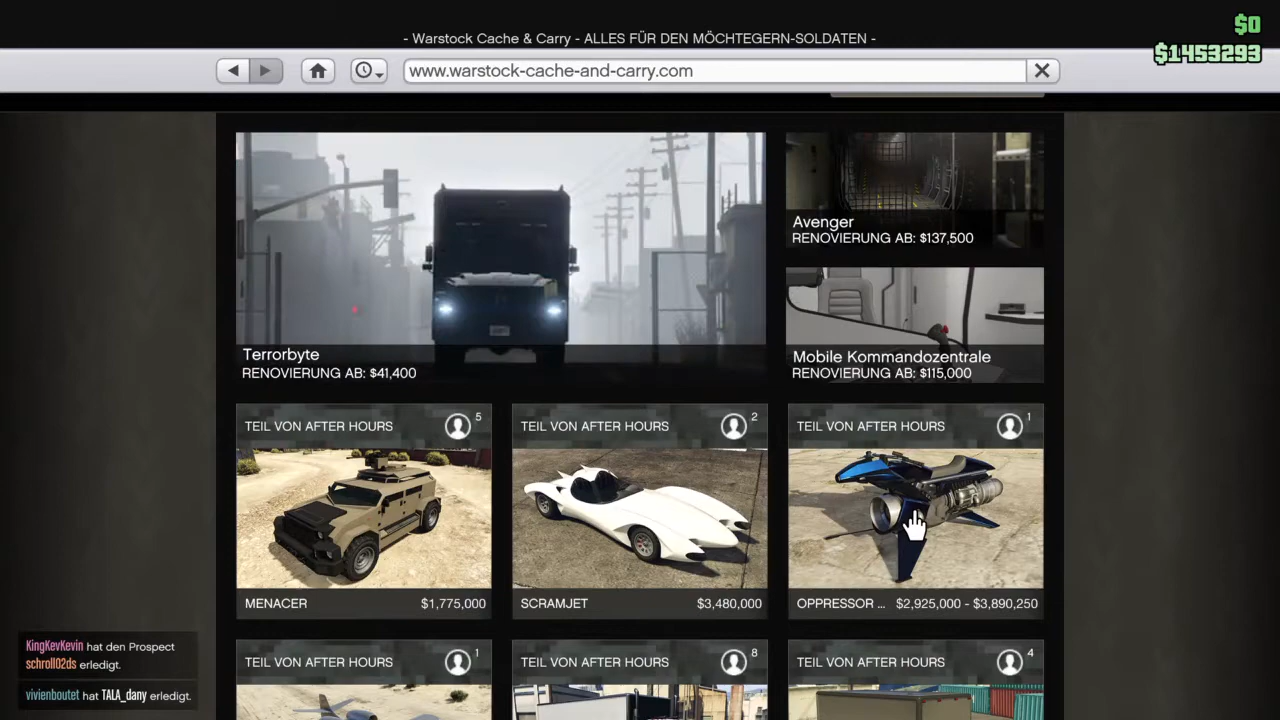 $0
- Warstock Cache & Carry - ALLES FÜR DEN MÖCHTEGERN-SOLDATEN -
$1453293
www.warstock-cache-and-carry.com
Avenger
RENOVIERUNG AB: $137,500
Terrorbyte
RENOVIERUNG AB: $41,400
Mobile Kommandozentrale
RENOVIERUNG AB: $115,000
TEIL VON AFTER HOURS 5
TEIL VON AFTER HOURS 2
TEIL VON AFTER HOURS 1
MENACER $1,775,000
SCRAMJET $3,480,000
OPPRESSOR ... $2,925,000 - $3,890,250
TEIL VON AFTER HOURS 1
TEIL VON AFTER HOURS 8
TEIL VON AFTER HOURS 4
KingKevKevin hat den Prospect
schroll02ds erledigt.
vivienboutet hat TALA_dany erledigt.